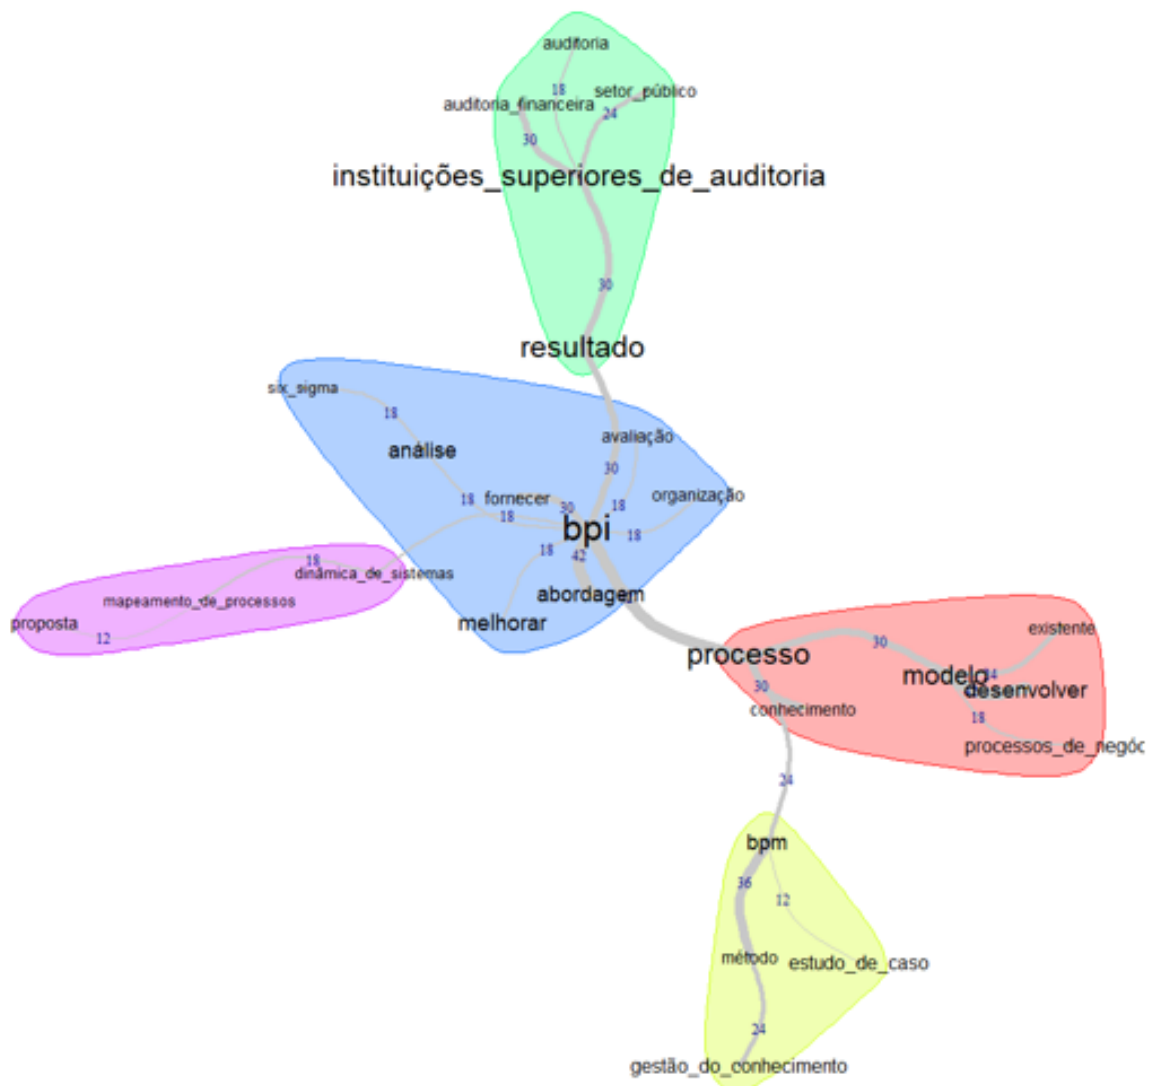 auditoria
setor_público
18
auditoria_financeira
24
30
instituições_superiores_de_auditoria
30
resultado
six_sigma
18
avaliação
análise
30
organização
fornecer
18
30
18
18
bpi
18
18
42
18
dinâmica_de_sistemas
abordagem
mapeamento_de_processos
proposta
12
melhorar
existente
30
processo
modelo
desenvolver
30
conhecimento
18
processos_de_negóc
24
bpm
36
12
método
estudo_de_caso
24
gestão_do_conhecimento